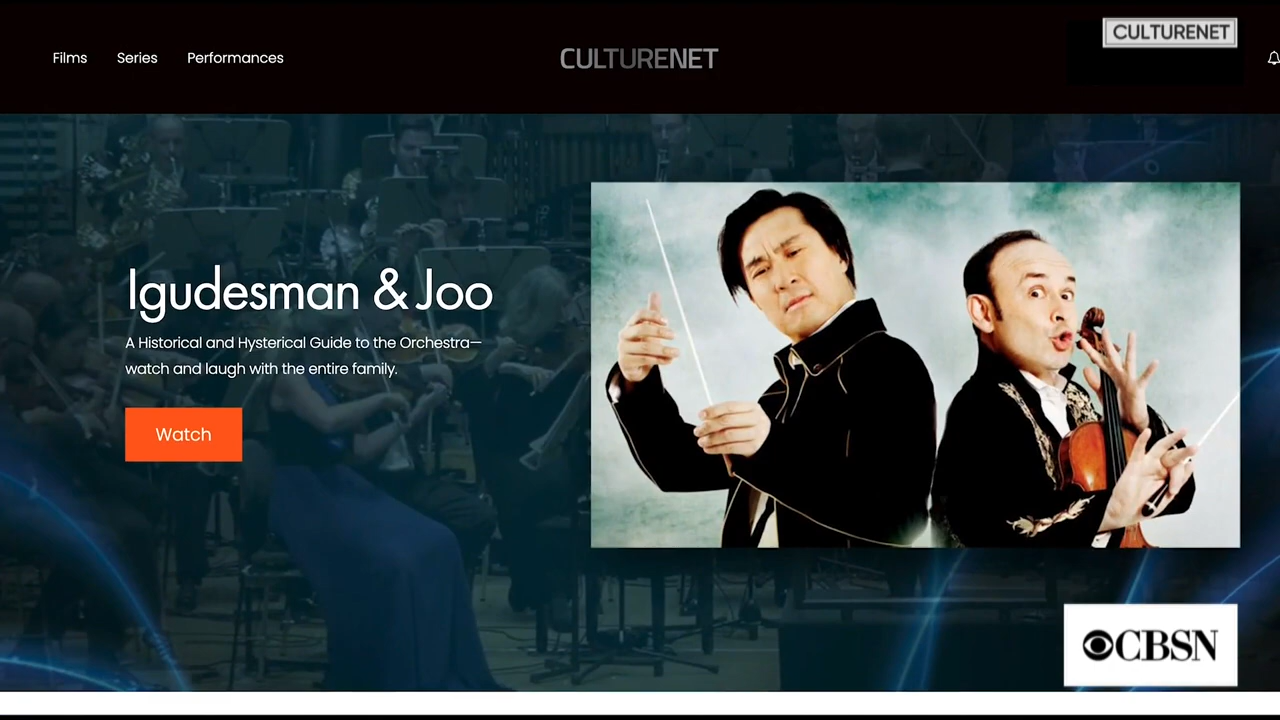 CULTURENET
Films
Series
Performances
CULTURENET
Igudesman & Joo
A Historical and Hysterical Guide to the Orchestra—
watch and laugh with the entire family.
Watch
CBSN